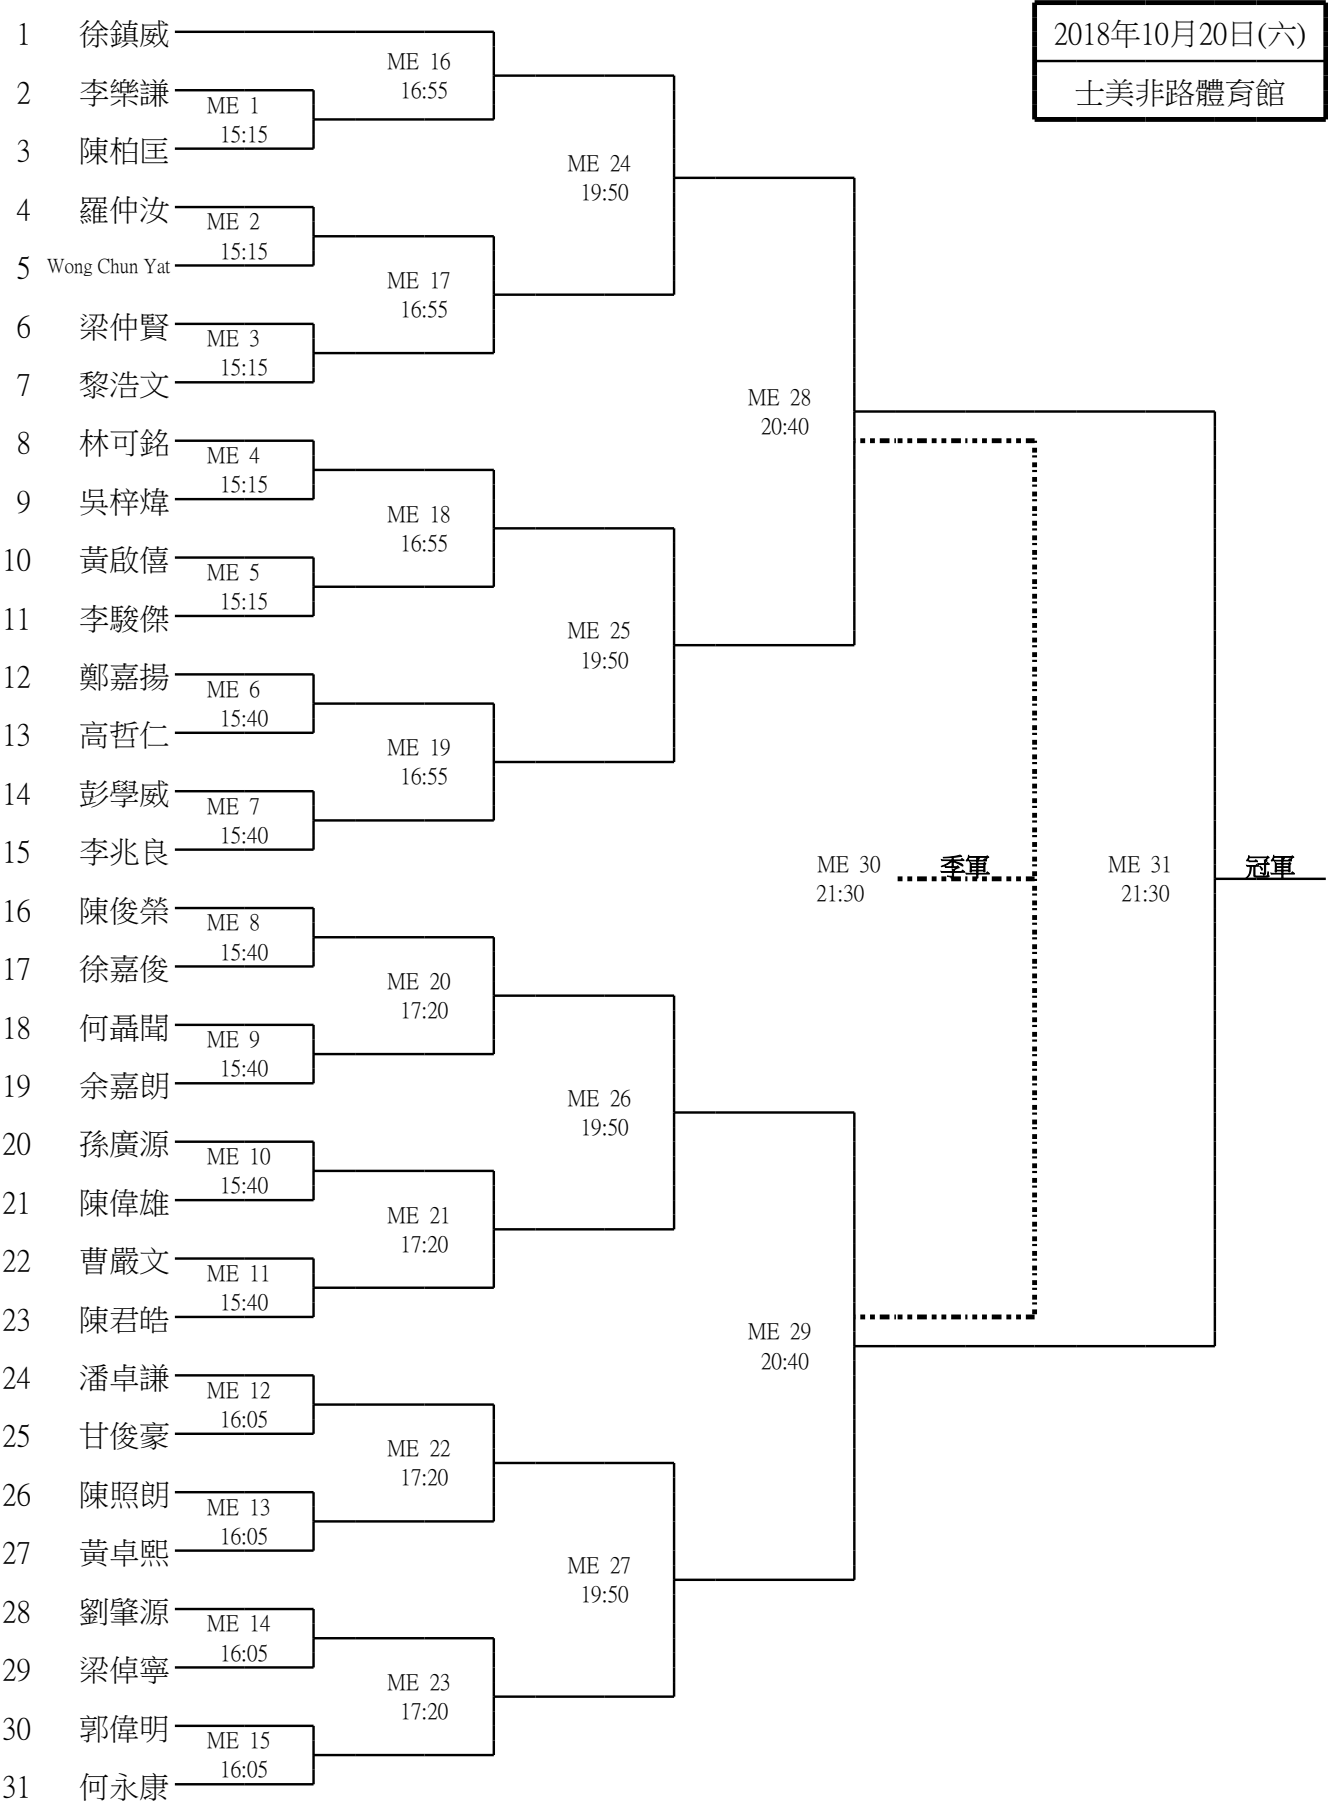 2018年10月20日(六)
士美非路體育館
1 徐鎮威
ME 16
16:55
2 李樂謙
ME 1
15:15
3 陳柏匡
ME 24
19:50
4 羅仲汝
ME 2
15:15
5 Wong Chun Yat
ME 17
16:55
6 梁仲賢
ME 3
15:15
7 黎浩文
ME 28
20:40
8 林可銘
ME 4
15:15
9 吳梓煒
ME 18
16:55
10 黃啟僖
ME 5
15:15
11 李駿傑
ME 25
19:50
12 鄭嘉揚
ME 6
15:40
13 高哲仁
ME 19
16:55
14 彭學威
ME 7
15:40
15 李兆良
ME 30 季軍
21:30
ME 31 冠軍
21:30
16 陳俊榮
ME 8
15:40
17 徐嘉俊
ME 20
17:20
18 何聶聞
ME 9
15:40
19 余嘉朗
ME 26
19:50
20 孫廣源
ME 10
15:40
21 陳偉雄
ME 21
17:20
22 曹嚴文
ME 11
15:40
23 陳君皓
ME 29
20:40
24 潘卓謙
ME 12
16:05
25 甘俊豪
ME 22
17:20
26 陳照朗
ME 13
16:05
27 黃卓熙
ME 27
19:50
28 劉肇源
ME 14
16:05
29 梁倬寧
ME 23
17:20
30 郭偉明
ME 15
16:05
31 何永康